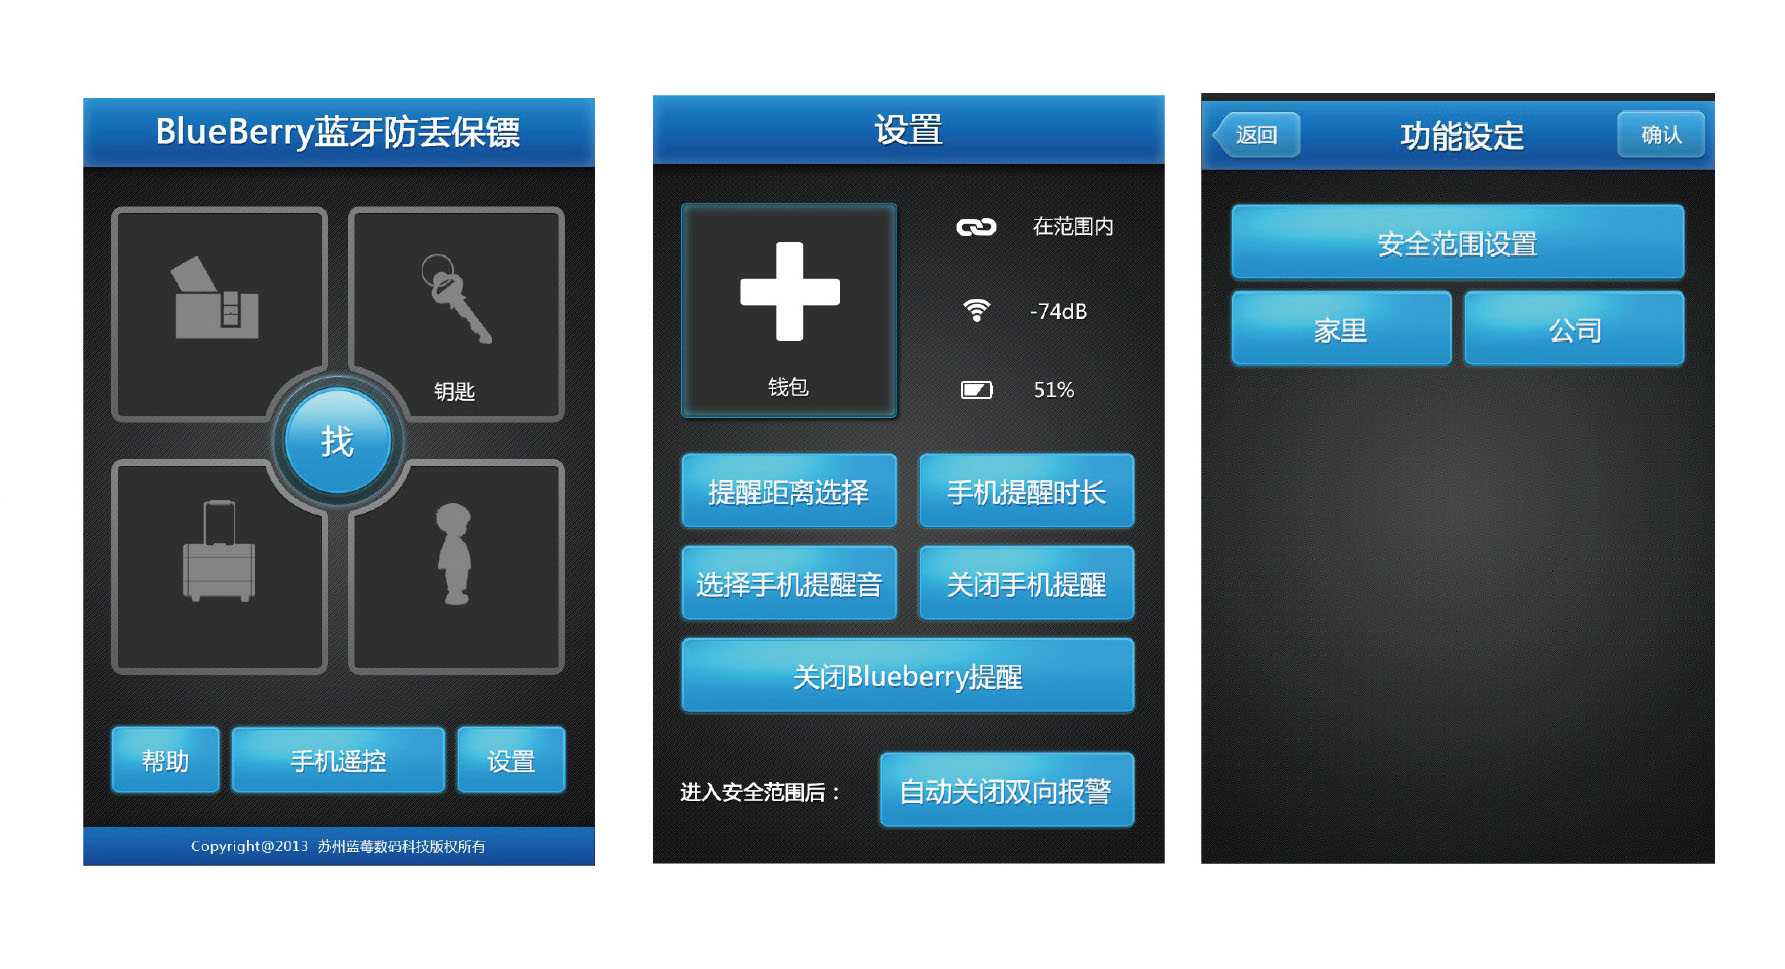 BlueBerry蓝牙防丢保镖
钥匙
找
帮助
手机遥控
设置
Copyright@2013 苏州蓝莓数码科技版权所有
设置
在范围内
-74dB
钱包
51%
提醒距离选择
手机提醒时长
选择手机提醒音
关闭手机提醒
关闭Blueberry提醒
进入安全范围后：
自动关闭双向报警
返回
功能设定
确认
安全范围设置
家里
公司